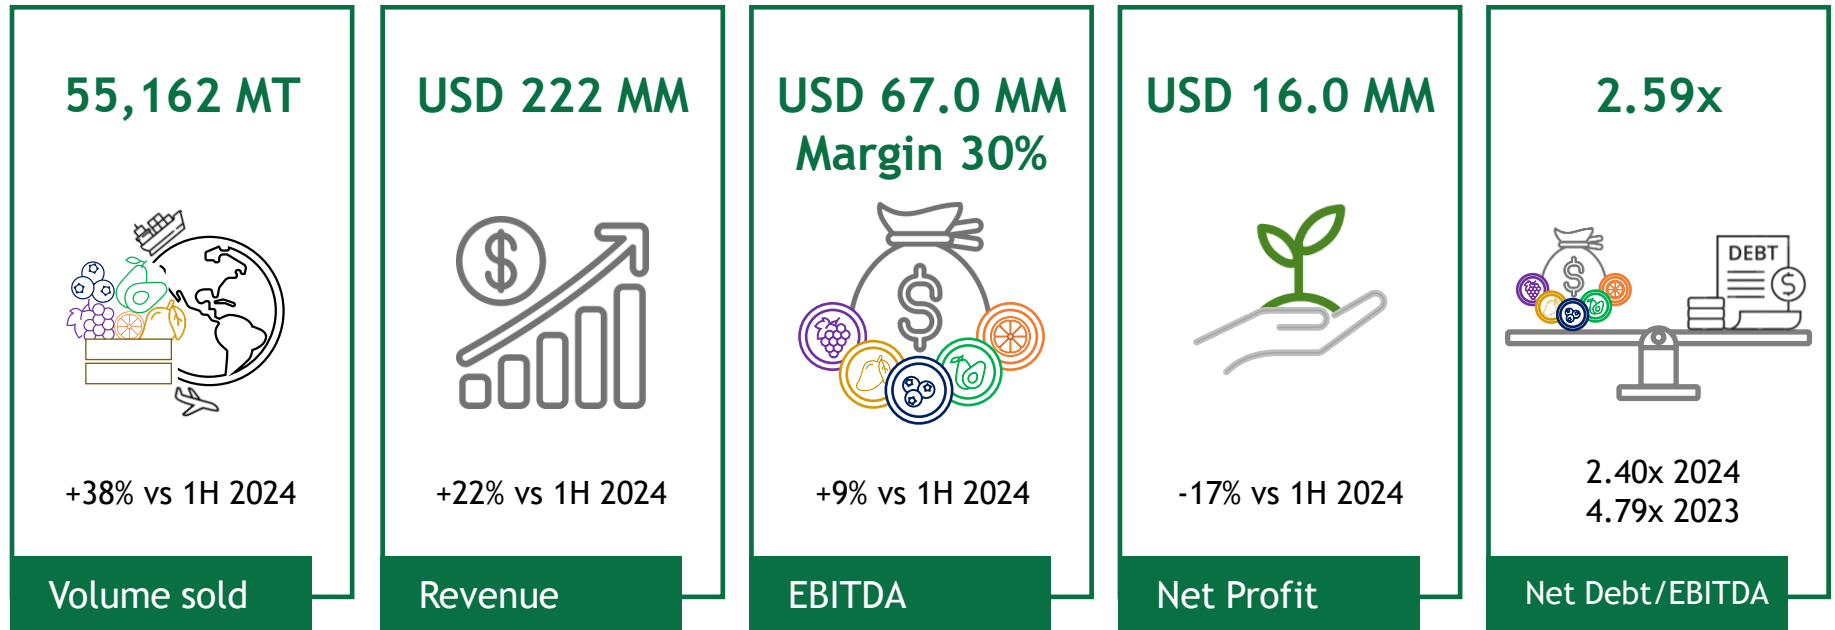 55,162 MT
+38% vs 1H 2024
Volume sold
USD 222 MM
$
+22% vs 1H 2024
Revenue
USD 67.0 MM
Margin 30%
$
+9% vs 1H 2024
EBITDA
USD 16.0 MM
-17% vs 1H 2024
Net Profit
2.59x
$
DEBT
$
2.40x 2024
4.79x 2023
Net Debt/EBITDA